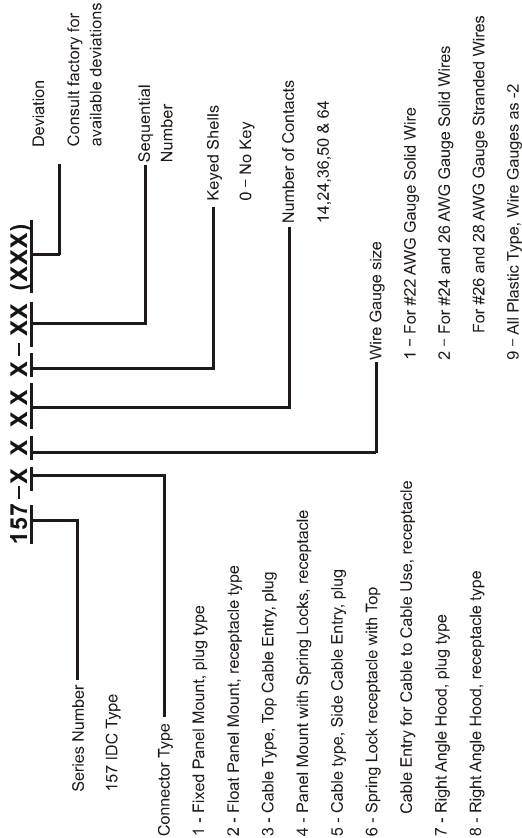 157 – X X XX X – XX (XXX)
Series Number
157 IDC Type
Connector Type
1 - Fixed Panel Mount, plug type
2 - Float Panel Mount, receptacle type
3 - Cable Type, Top Cable Entry, plug
4 - Panel Mount with Spring Locks, receptacle
5 - Cable type, Side Cable Entry, plug
6 - Spring Lock receptacle with Top
Cable Entry for Cable to Cable Use, receptacle
7 - Right Angle Hood, plug type
8 - Right Angle Hood, receptacle type
Deviation
Consult factory for
available deviations
Sequential
Number
Keyed Shells
0 – No Key
Number of Contacts
14,24,36,50 & 64
Wire Gauge size
1 – For #22 AWG Gauge Solid Wire
2 – For #24 and 26 AWG Gauge Solid Wires
For #26 and 28 AWG Gauge Stranded Wires
9 – All Plastic Type, Wire Gauges as -2